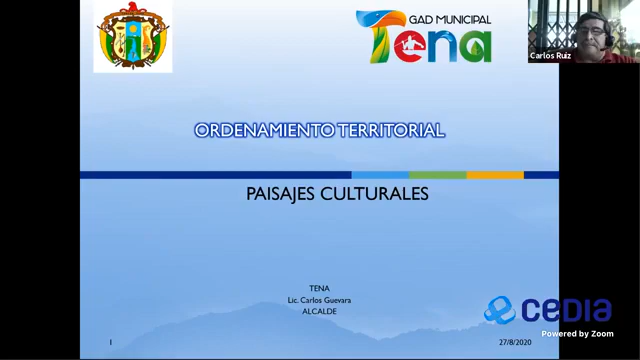 GAD MUNICIPAL
Tena
Carlos Ruiz
ORDENAMIENTO TERRITORIAL
PAISAJES CULTURALES
TENA
Lic. Carlos Guevara
ALCALDE
CEDIA
Powered by Zoom
1
27/8/2020